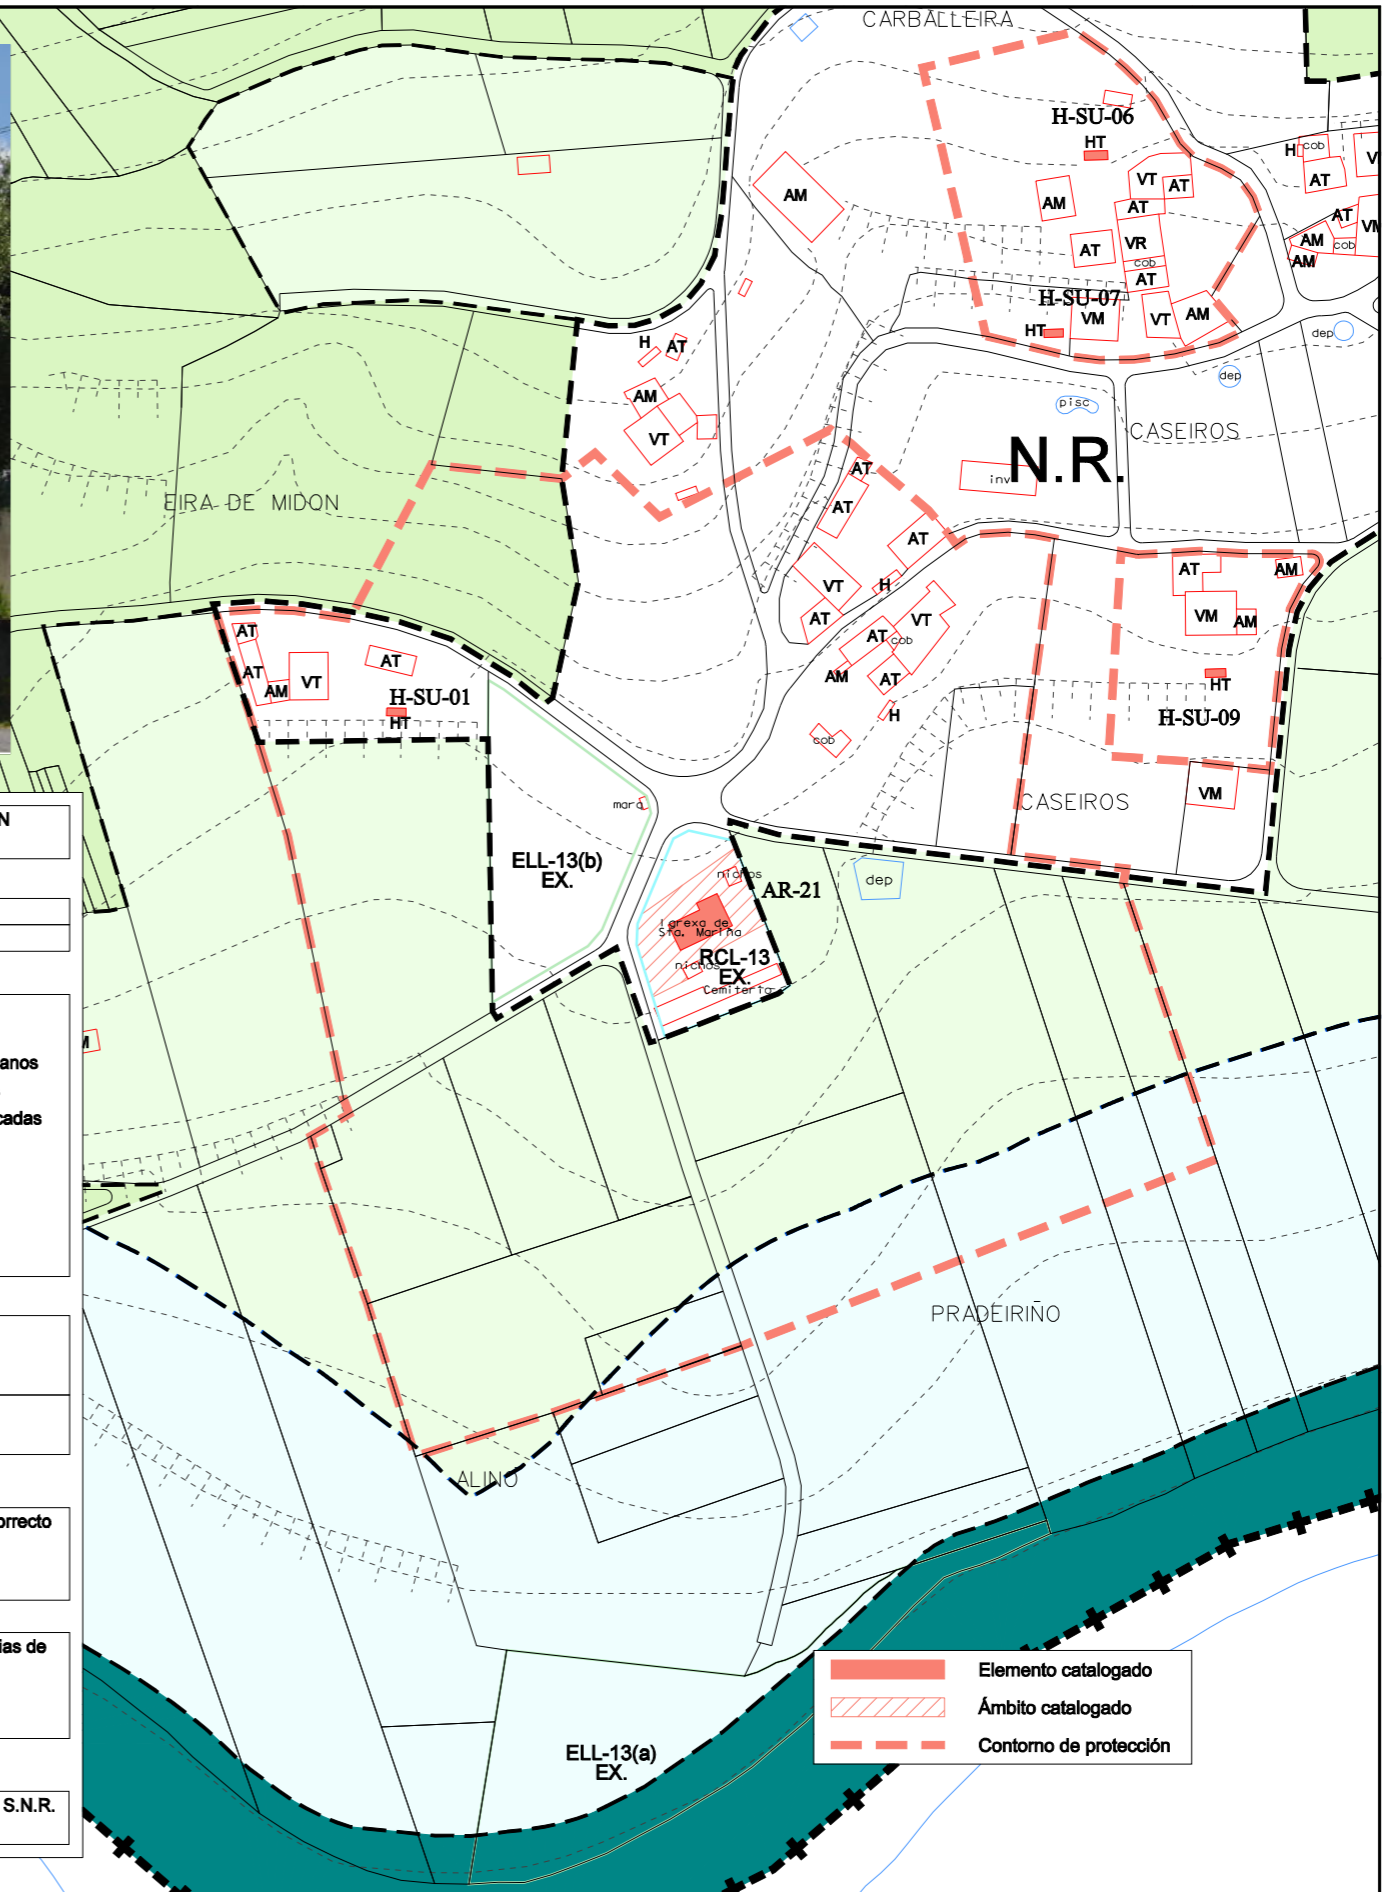 CARBALLEIRA
H-SU-06
HT
H
cob
V
AM
VT
AT
AT
AM
AT
AT
VM
AT
VR
AM
cob
cob
AM
AT
H-SU-07
VM
VT
AM
HT
dep
H
AT
dep
AM
pisc
CASEIROS
N.R.
VT
inv
AT
EIRA DE MIDON
AT
AT
AT
AM
VT
H
VM
AM
AT
VT
AT
AT
cob
AT
VT
AM
AT
AM
HT
H-SU-01
HT
H
H-SU-09
cob
VM
mara
CASEIROS
N
ELL-13(b)
EX.
nichos
AR-21
dep
Igrexa de
Sta. Mariña
nichos
RCL-13
EX.
Cemiterio
M
anos
cadas
PRADEIRIÑO
ALINO
orrecto
ias de
Elemento catalogado
Ámbito catalogado
Contorno de protección
ELL-13(a)
EX.
S.N.R.